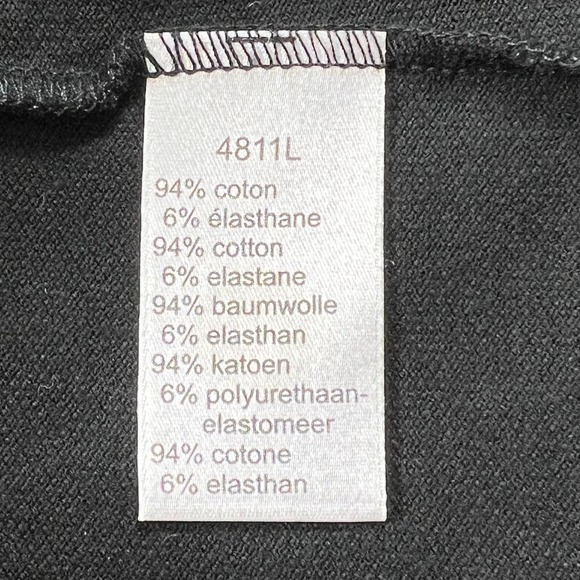 4811L
94% coton
6% élasthane
94% cotton
6% elastane
94% baumwolle
6% elasthan
94% katoen
6% polyurethaan-
elastomeer
94% cotone
6% elasthan